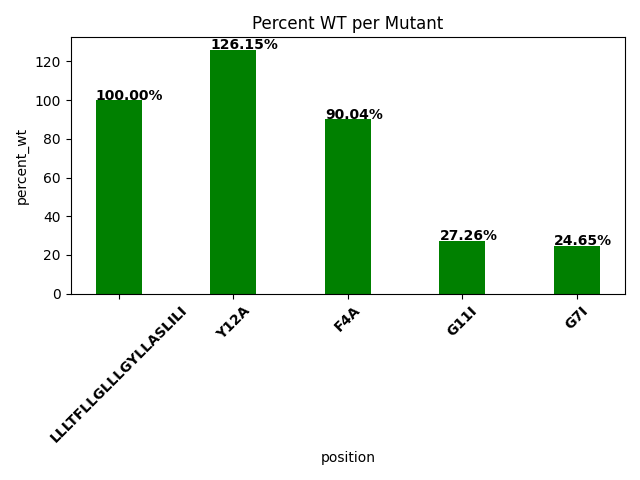 Percent WT per Mutant
percent_wt
120
100
80
60
40
20
0
100.00%
126.15%
90.04%
27.26%
24.65%
LLLTFLLGLLLGYLLASLILI
Y12A
F4A
G11I
G7I
position